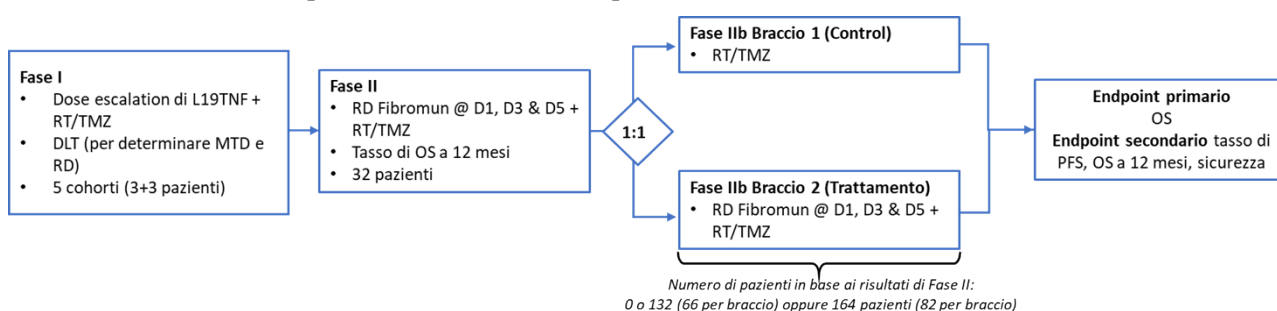 Fase I
• Dose escalation di L19TNF +
RT/TMZ
• DLT (per determinare MTD e
RD)
• 5 cohorti (3+3 pazienti)
Fase II
• RD Fibromun @ D1, D3 & D5 +
RT/TMZ
• Tasso di OS a 12 mesi
• 32 pazienti
1:1
Fase IIb Braccio 1 (Control)
• RT/TMZ
Fase IIb Braccio 2 (Trattamento)
• RD Fibromun @ D1, D3 & D5 +
RT/TMZ
Numero di pazienti in base ai risultati di Fase II:
0 o 132 (66 per braccio) oppure 164 pazienti (82 per braccio)
Endpoint primario
OS
Endpoint secondario tasso di
PFS, OS a 12 mesi, sicurezza